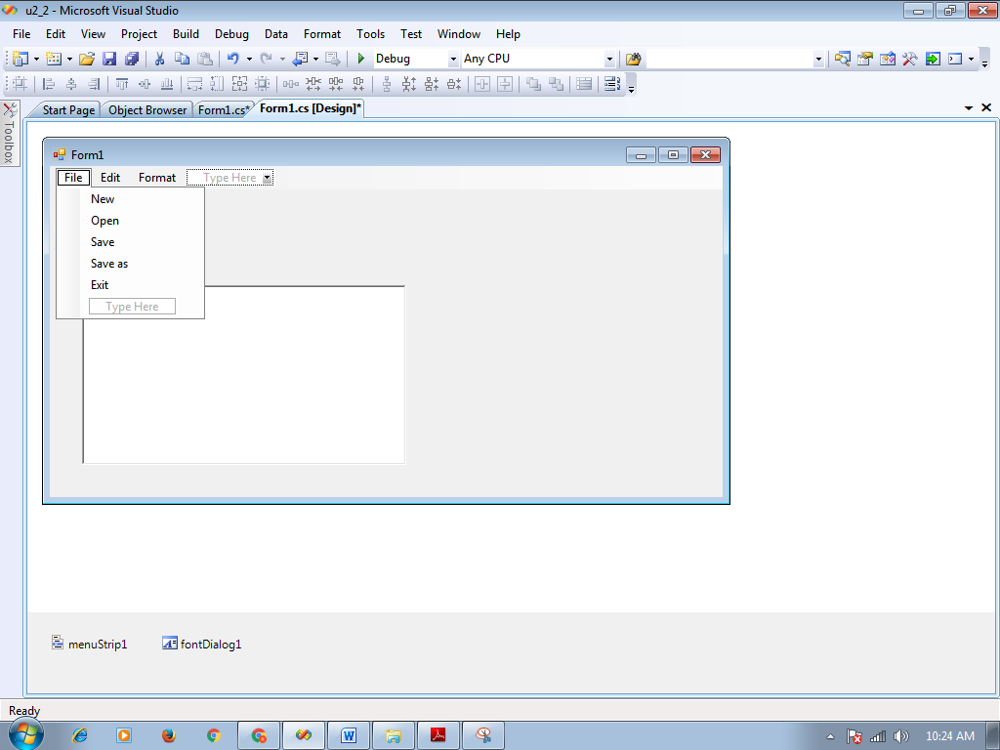 u2_2 - Microsoft Visual Studio
File Edit View Project Build Debug Data Format Tools Test Window Help
Debug Any CPU
Start Page Object Browser Form1.cs* Form1.cs [Design]*
Toolbox
Form1
File Edit Format Type Here
New
Open
Save
Save as
Exit
Type Here
menuStrip1 fontDialog1
Ready
10:24 AM